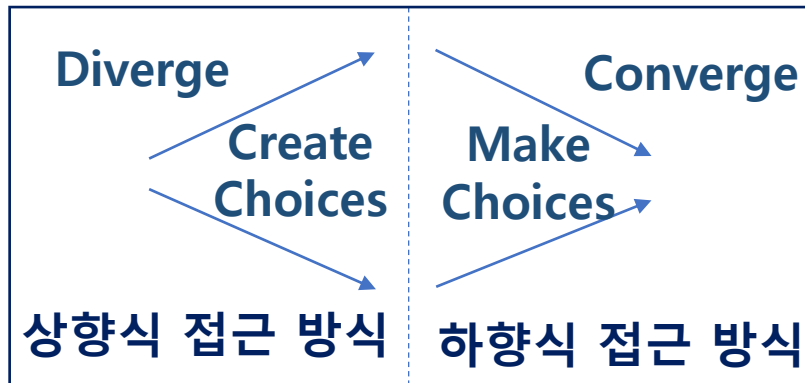 Diverge
Create
Choices
상향식 접근 방식
Converge
Make
Choices
하향식 접근 방식